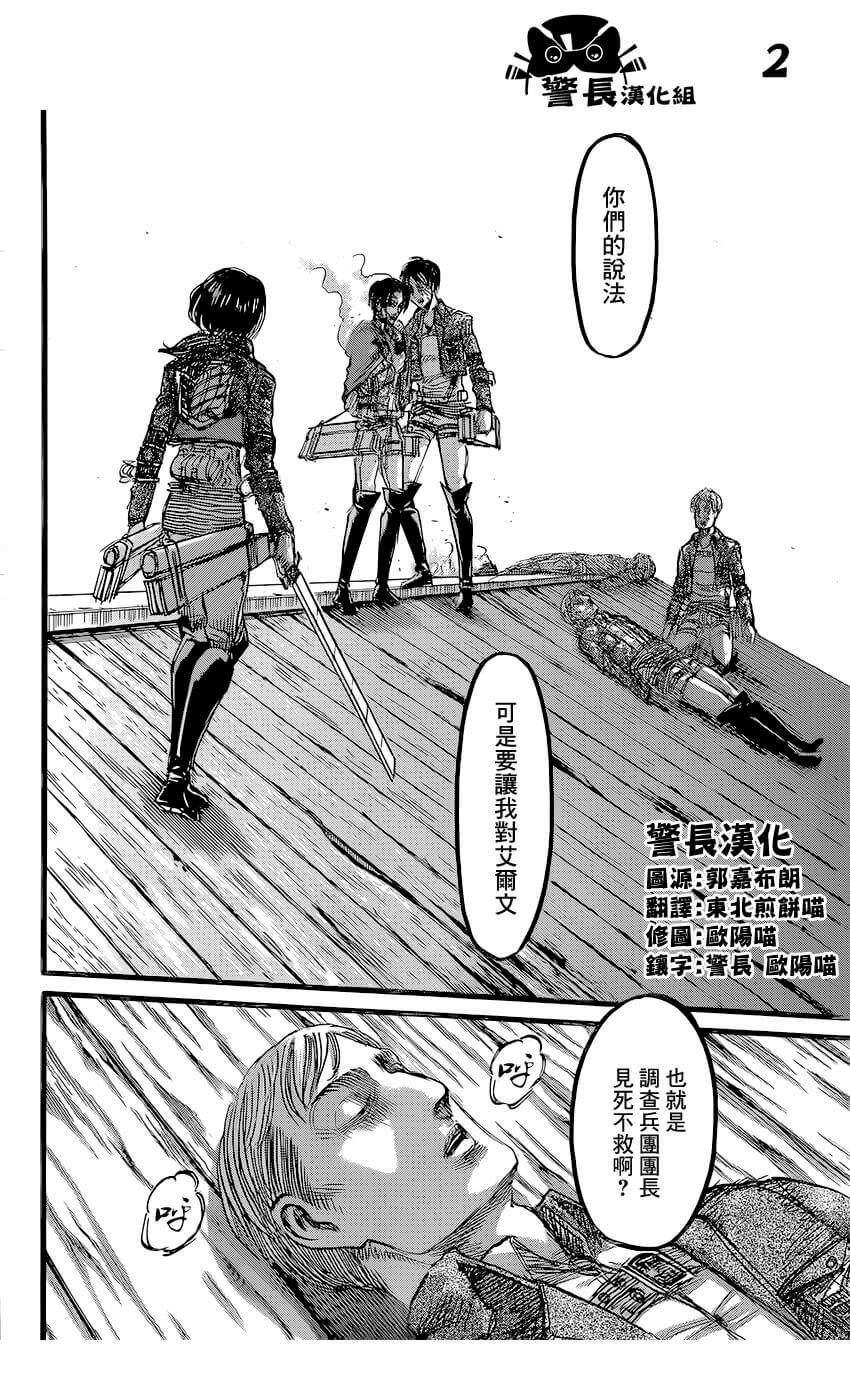 警長漢化組
2
你們的說法
可是要讓我對艾爾文
警長漢化
圖源:郭嘉布朗
翻譯:東北煎餅喵
修圖:歐陽喵
鑲字:警長 歐陽喵
也就是
調查兵團團長
見死不救啊?
呼
呼